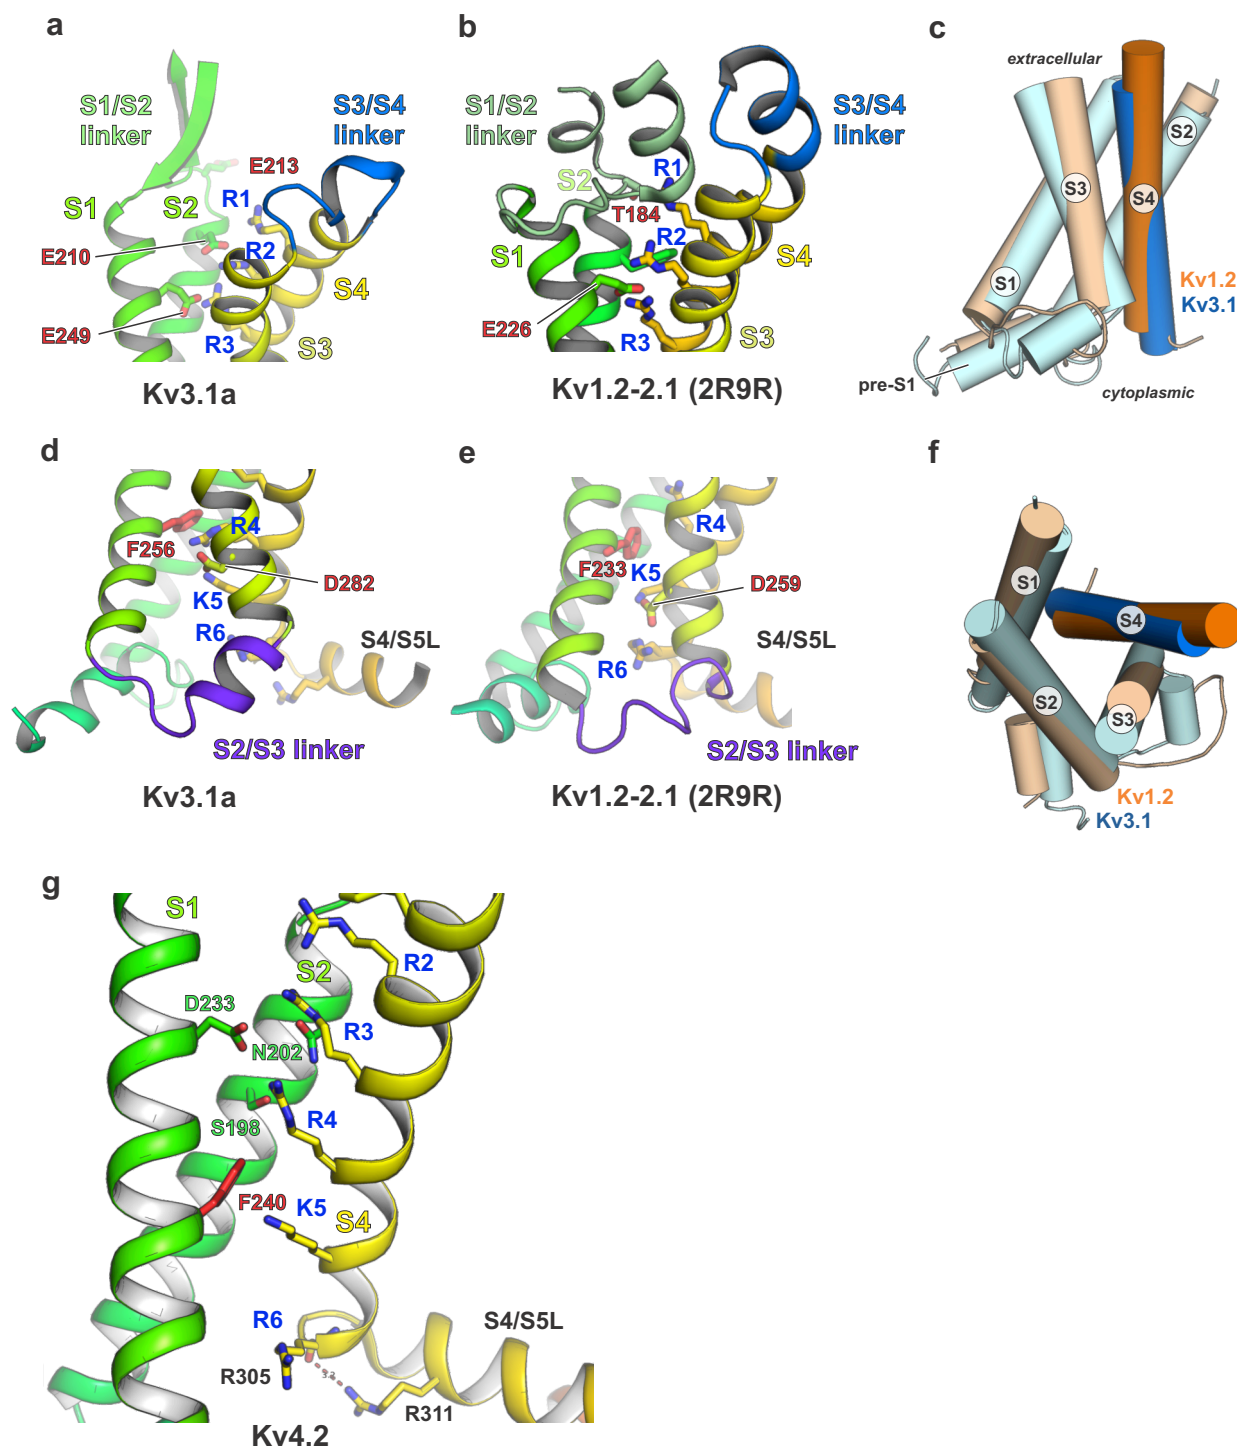 a
S1/S2
linker
S3/S4
linker
E213
S1
S2
R1
E210
R2
S4
E249
R3
S3
Kv3.1a
b
S1/S2
linker
S3/S4
linker
R1
S2
T184
R2
S1
S4
E226
R3
S3
Kv1.2-2.1 (2R9R)
c
extracellular
S2
S3
S4
S1
Kv1.2
Kv3.1
pre-S1
cytoplasmic
d
R4
F256
D282
K5
R6
S4/S5L
S2/S3 linker
Kv3.1a
e
R4
F233
K5
D259
S4/S5L
R6
S2/S3 linker
Kv1.2-2.1 (2R9R)
f
S1
S4
S2
S3
Kv1.2
Kv3.1
g
S1
R2
S2
D233
R3
N202
R4
S198
F240
K5
S4
R6
S4/S5L
R305
3.2
R311
Kv4.2